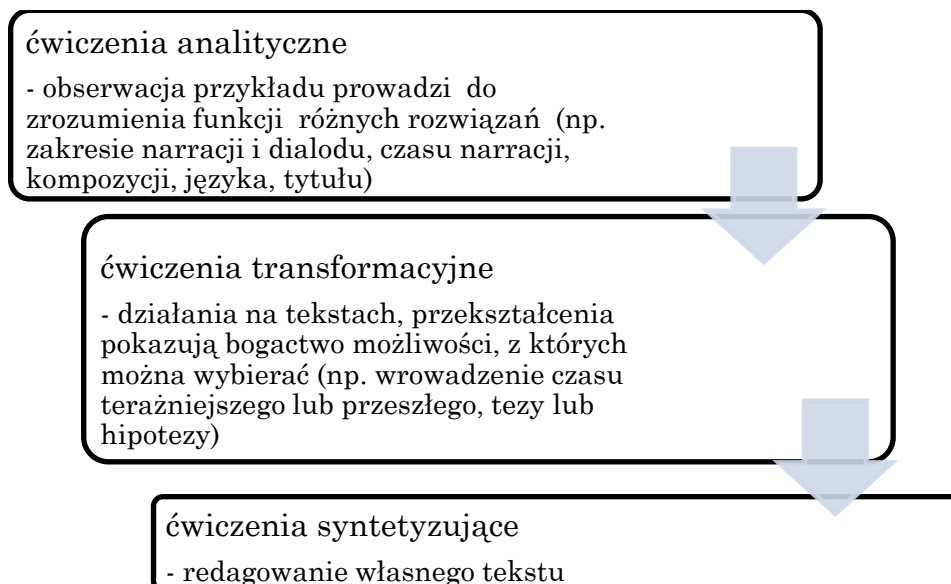 ćwiczenia analityczne
- obserwacja przykładu prowadzi do
zrozumienia funkcji różnych rozwiązań (np.
zakresie narracji i dialodu, czasu narracji,
kompozycji, języka, tytułu)
ćwiczenia transformacyjne
- działania na tekstach, przekształcenia
pokazują bogactwo możliwości, z których
można wybierać (np. wrowadzenie czasu
terażniejszego lub przeszłego, tezy lub
hipotezy)
ćwiczenia syntetyzujące
- redagowanie własnego tekstu